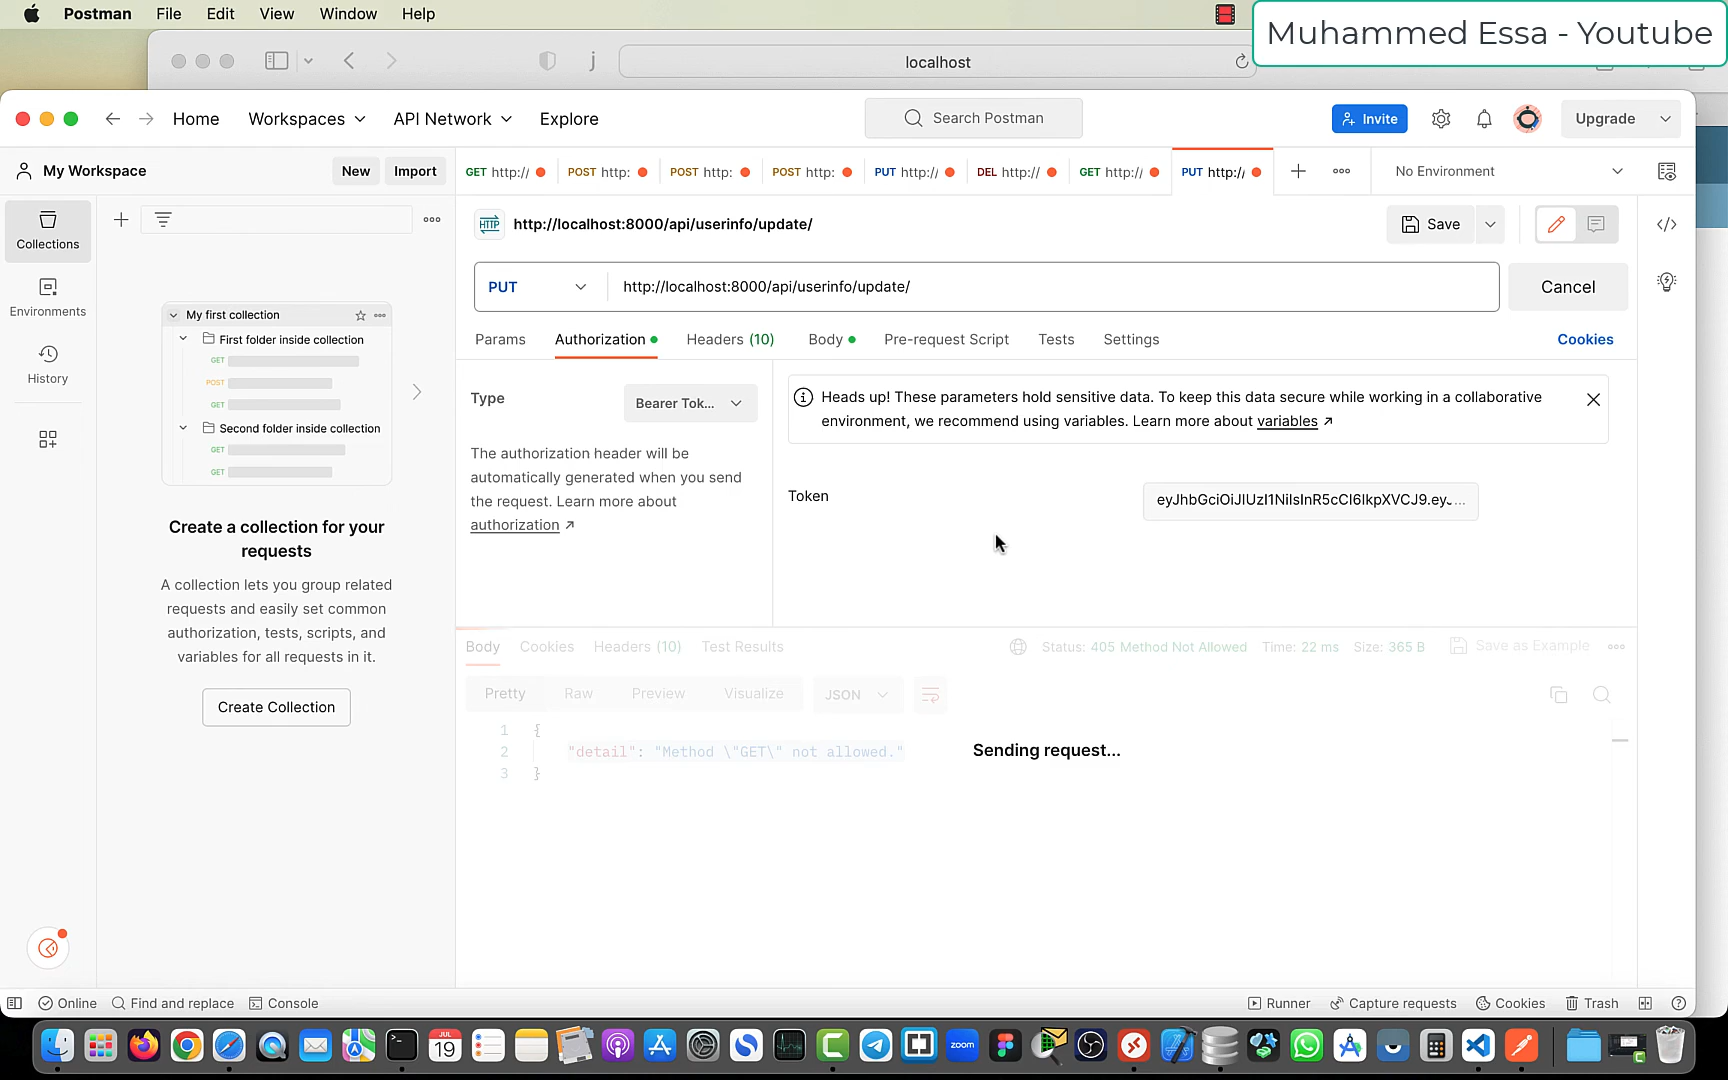 Postman File Edit View Window Help
Muhammed Essa - Youtube
localhost
Home Workspaces API Network Explore
Search Postman
Invite
Upgrade
My Workspace
New Import
GET http:// POST http: POST http: POST http: PUT http:// DEL http:// GET http:// PUT http:/
No Environment
Collections
Environments
History
HTTP http://localhost:8000/api/userinfo/update/
Save
PUT http://localhost:8000/api/userinfo/update/
Cancel
Params Authorization Headers (10) Body Pre-request Script Tests Settings
Cookies
My first collection
First folder inside collection
GET
POST
GET
Second folder inside collection
GET
GET
Create a collection for your
requests
A collection lets you group related
requests and easily set common
authorization, tests, scripts, and
variables for all requests in it.
Create Collection
Type
Bearer Tok...
The authorization header will be
automatically generated when you send
the request. Learn more about
authorization
Heads up! These parameters hold sensitive data. To keep this data secure while working in a collaborative
environment, we recommend using variables. Learn more about variables
Token
eyJhbGciOiJIUzI1NiIsInR5cCI6IkpXVCJ9.ey...
Body Cookies Headers (10) Test Results
Status: 405 Method Not Allowed Time: 22 ms Size: 365 B
Save as Example
Pretty Raw Preview Visualize JSON
1 {
2 "detail": "Method \"GET\" not allowed."
3 }
Sending request...
Online Find and replace Console
Runner Capture requests Cookies Trash
JUL
19
zoom